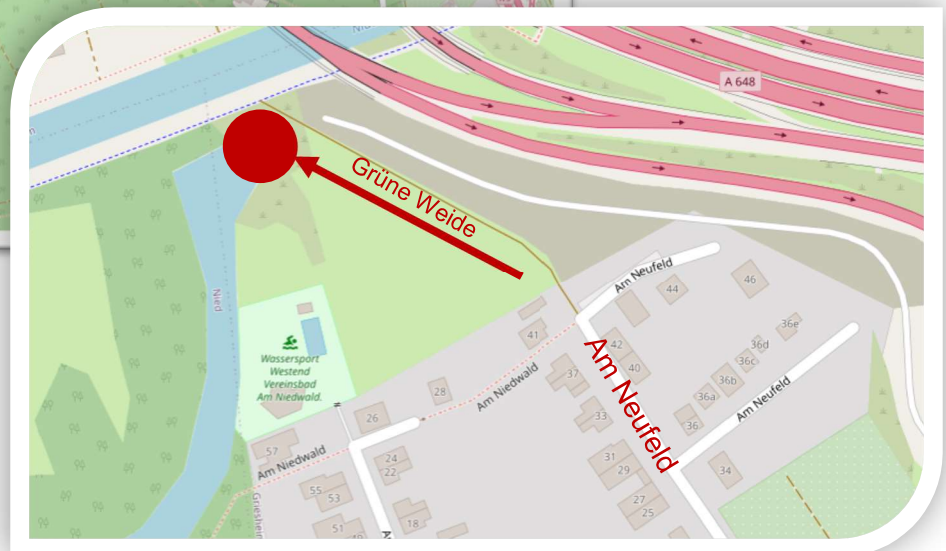 A 648
Grüne Weide
Nied
Am Neufeld
44
46
41
42
40
36e
36d
36c
36b
36a
36
Am Neufeld
Am Neufeld
Wassersport
Westend
Vereinsbad
Am Niedwald.
37
33
Am Niedwald
28
26
31
29
34
57
Am Niedwald
24
22
27
25
55
53
51
18